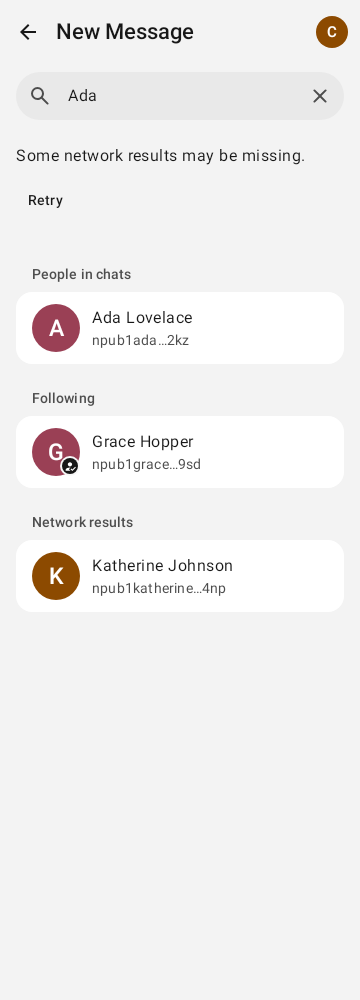 New Message
C
Ada
Some network results may be missing.
Retry
People in chats
A
Ada Lovelace
npub1ada…2kz
Following
G
Grace Hopper
npub1grace…9sd
Network results
K
Katherine Johnson
npub1katherine…4np